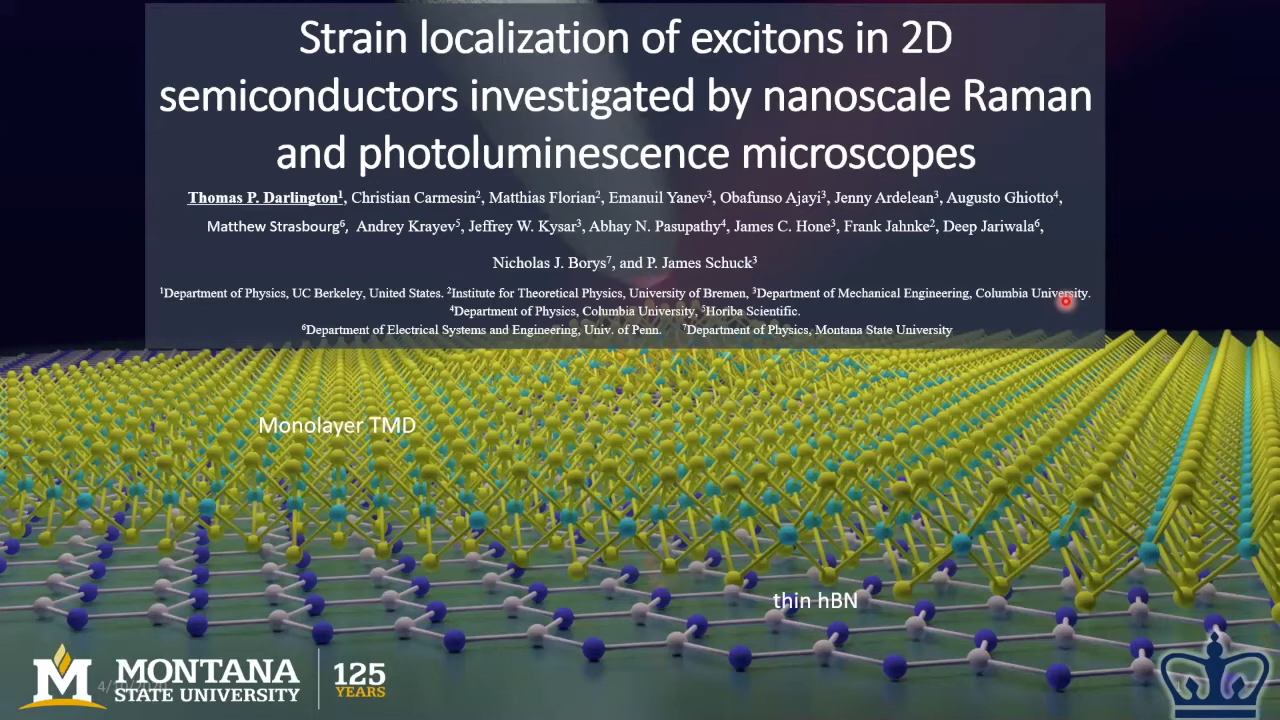 Strain localization of excitons in 2D
semiconductors investigated by nanoscale Raman
and photoluminescence microscopes
Thomas P. Darlington¹, Christian Carmesin², Matthias Florian², Emanuil Yanev³, Obafunso Ajayi³, Jenny Ardelean³, Augusto Ghiotto⁴,
Matthew Strasbourg⁶, Andrey Krayev⁵, Jeffrey W. Kysar³, Abhay N. Pasupathy⁴, James C. Hone³, Frank Jahnke², Deep Jariwala⁶,
Nicholas J. Borys⁷, and P. James Schuck³
¹Department of Physics, UC Berkeley, United States. ²Institute for Theoretical Physics, University of Bremen, ³Department of Mechanical Engineering, Columbia University.
⁴Department of Physics, Columbia University, ⁵Horiba Scientific.
⁶Department of Electrical Systems and Engineering, Univ. of Penn. ⁷Department of Physics, Montana State University
Monolayer TMD
thin hBN
M MONTANA
STATE UNIVERSITY
125
YEARS